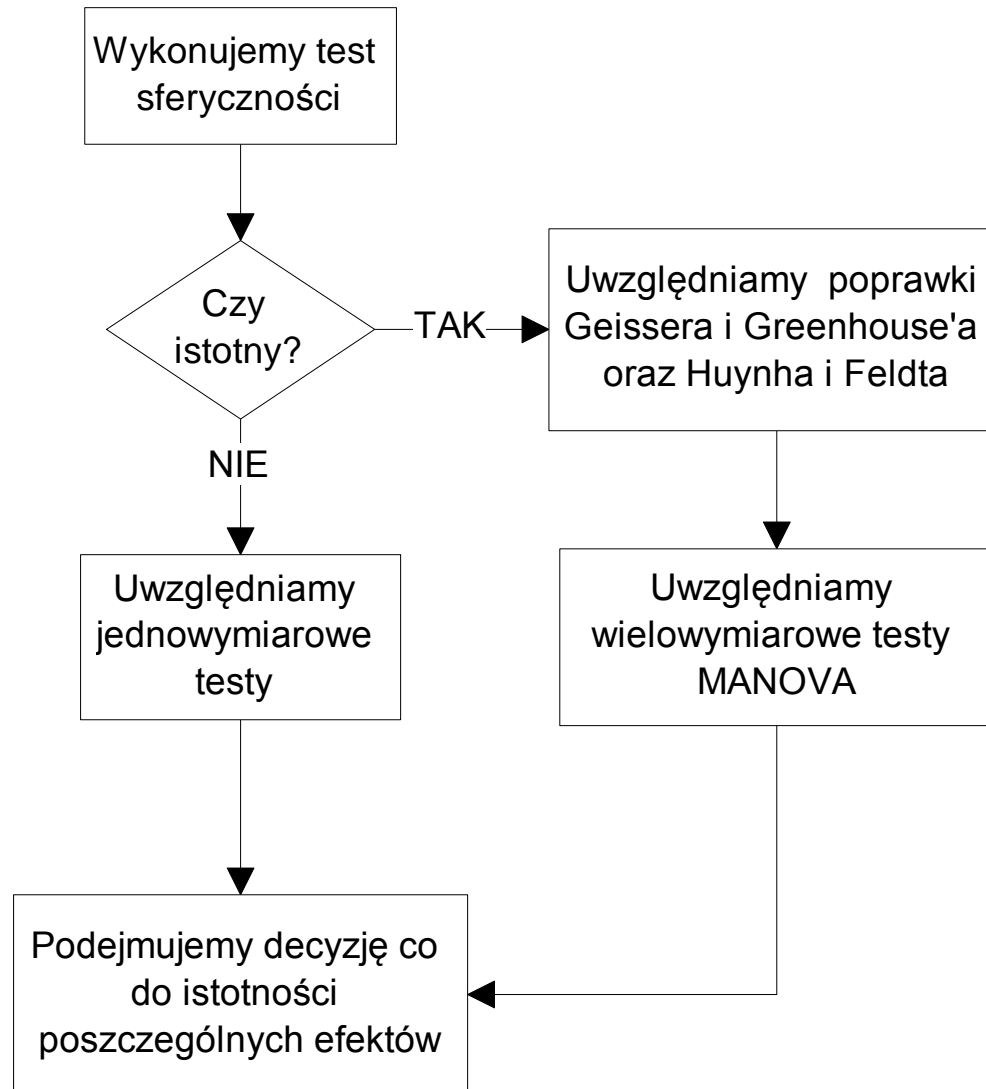 Wykonujemy test
sferyczności
Czy
istotny?
TAK
Uwzględniamy poprawki
Geissera i Greenhouse'a
oraz Huynha i Feldta
NIE
Uwzględniamy
jednowymiarowe
testy
Uwzględniamy
wielowymiarowe testy
MANOVA
Podejmujemy decyzję co
do istotności
poszczególnych efektów